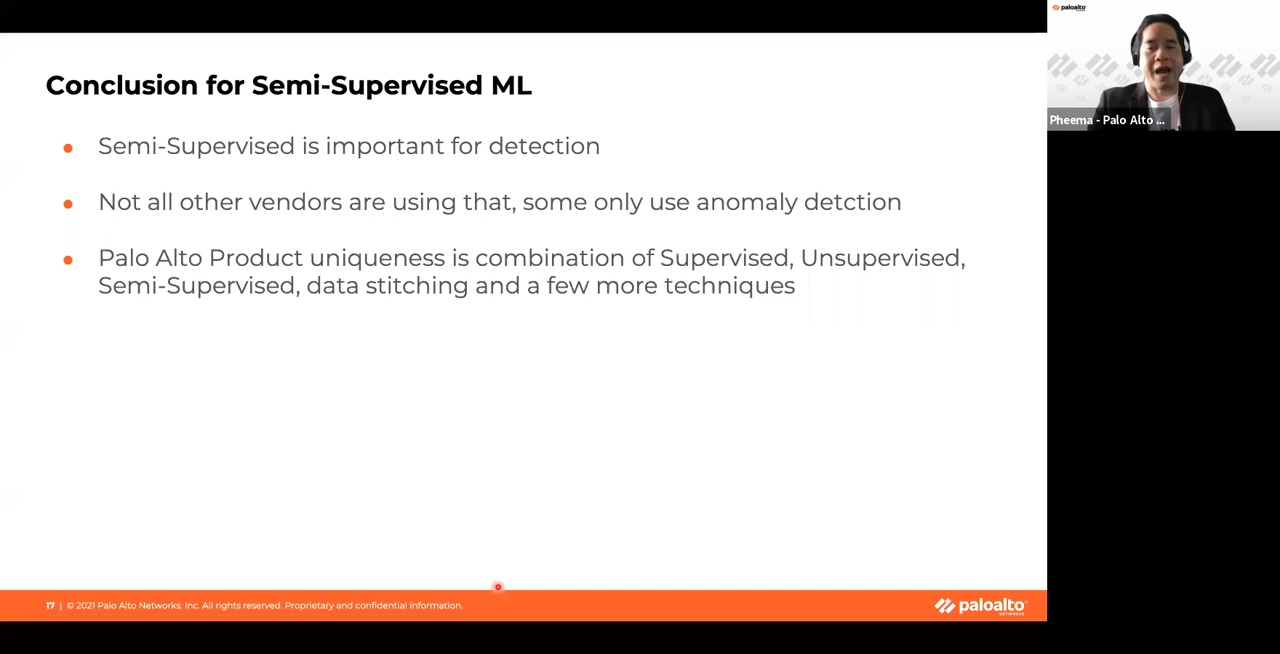 Conclusion for Semi-Supervised ML
Semi-Supervised is important for detection
Not all other vendors are using that, some only use anomaly detction
Palo Alto Product uniqueness is combination of Supervised, Unsupervised,
Semi-Supervised, data stitching and a few more techniques
17 | © 2021 Palo Alto Networks, Inc. All rights reserved. Proprietary and confidential information.
paloalto
NETWORKS
paloalto
Pheema - Palo Alto ...